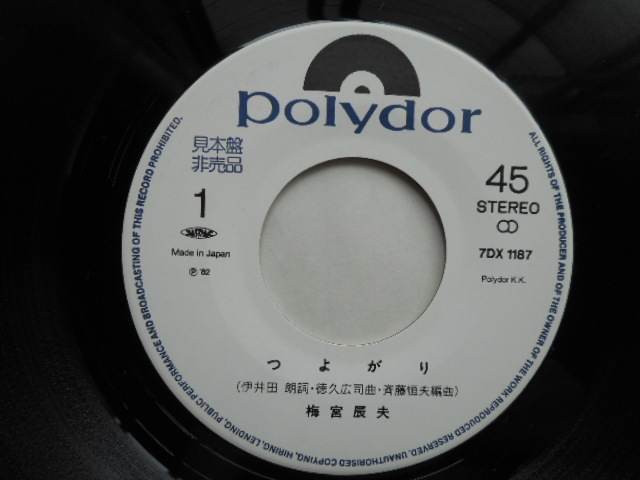 polydor
見本盤
非売品
1
JASRAC
Made in Japan
Ⓟ '82
45
STEREO
7DX 1187
Polydor K.K.
つよがり
(伊井田 朗詞・徳久広司曲・斉藤恒夫編曲)
梅宮辰夫
ALL RIGHTS OF THE PRODUCER AND OF THE OWNER OF THE WORK REPRODUCED RESERVED. UNAUTHORISED COPYING, HIRING, LENDING, PUBLIC PERFORMANCE AND BROADCASTING OF THIS RECORD PROHIBITED.